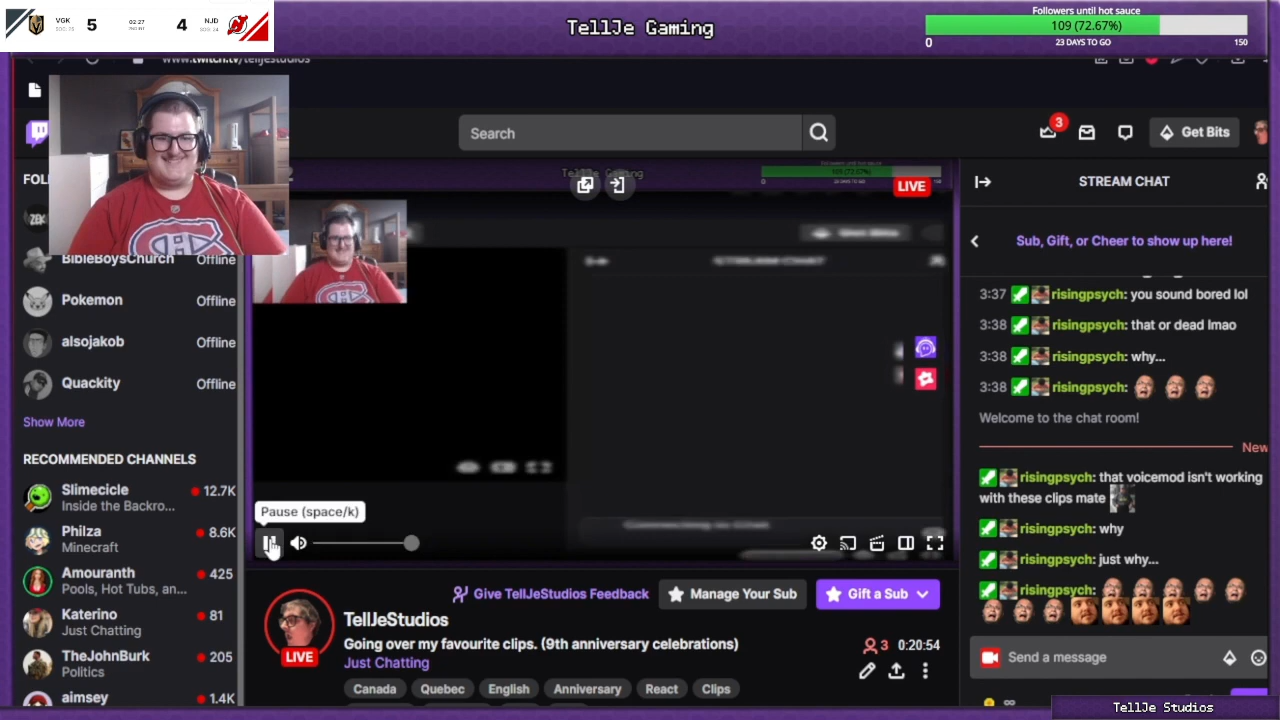 VGK
5
02:27
4
NJD
TellJe Gaming
Followers until hot sauce
109 (72.67%)
0
23 DAYS TO GO
150
www.twitch.tv/telljestudios
Search
3
Get Bits
LIVE
STREAM CHAT
Sub, Gift, or Cheer to show up here!
BibleBoysChurch
Offline
Pokemon
Offline
alsojakob
Offline
Quackity
Offline
Show More
RECOMMENDED CHANNELS
Slimecicle
12.7K
Inside the Backro...
Philza
8.6K
Minecraft
Amouranth
425
Pools, Hot Tubs, an...
Katerino
81
Just Chatting
TheJohnBurk
205
Politics
aimsey
1.4K
STREAM CHAT
Pause (space/k)
3:37 risingpsych: you sound bored lol
3:38 risingpsych: that or dead lmao
3:38 risingpsych: why...
3:38 risingpsych:
Welcome to the chat room!
New
risingpsych: that voicemod isn't working
with these clips mate
risingpsych: why
risingpsych: just why...
risingpsych:
Send a message
Give TellJeStudios Feedback
Manage Your Sub
Gift a Sub
TellJeStudios
LIVE
Going over my favourite clips. (9th anniversary celebrations)
3
0:20:54
Just Chatting
Canada
Quebec
English
Anniversary
React
Clips
TellJe Studios